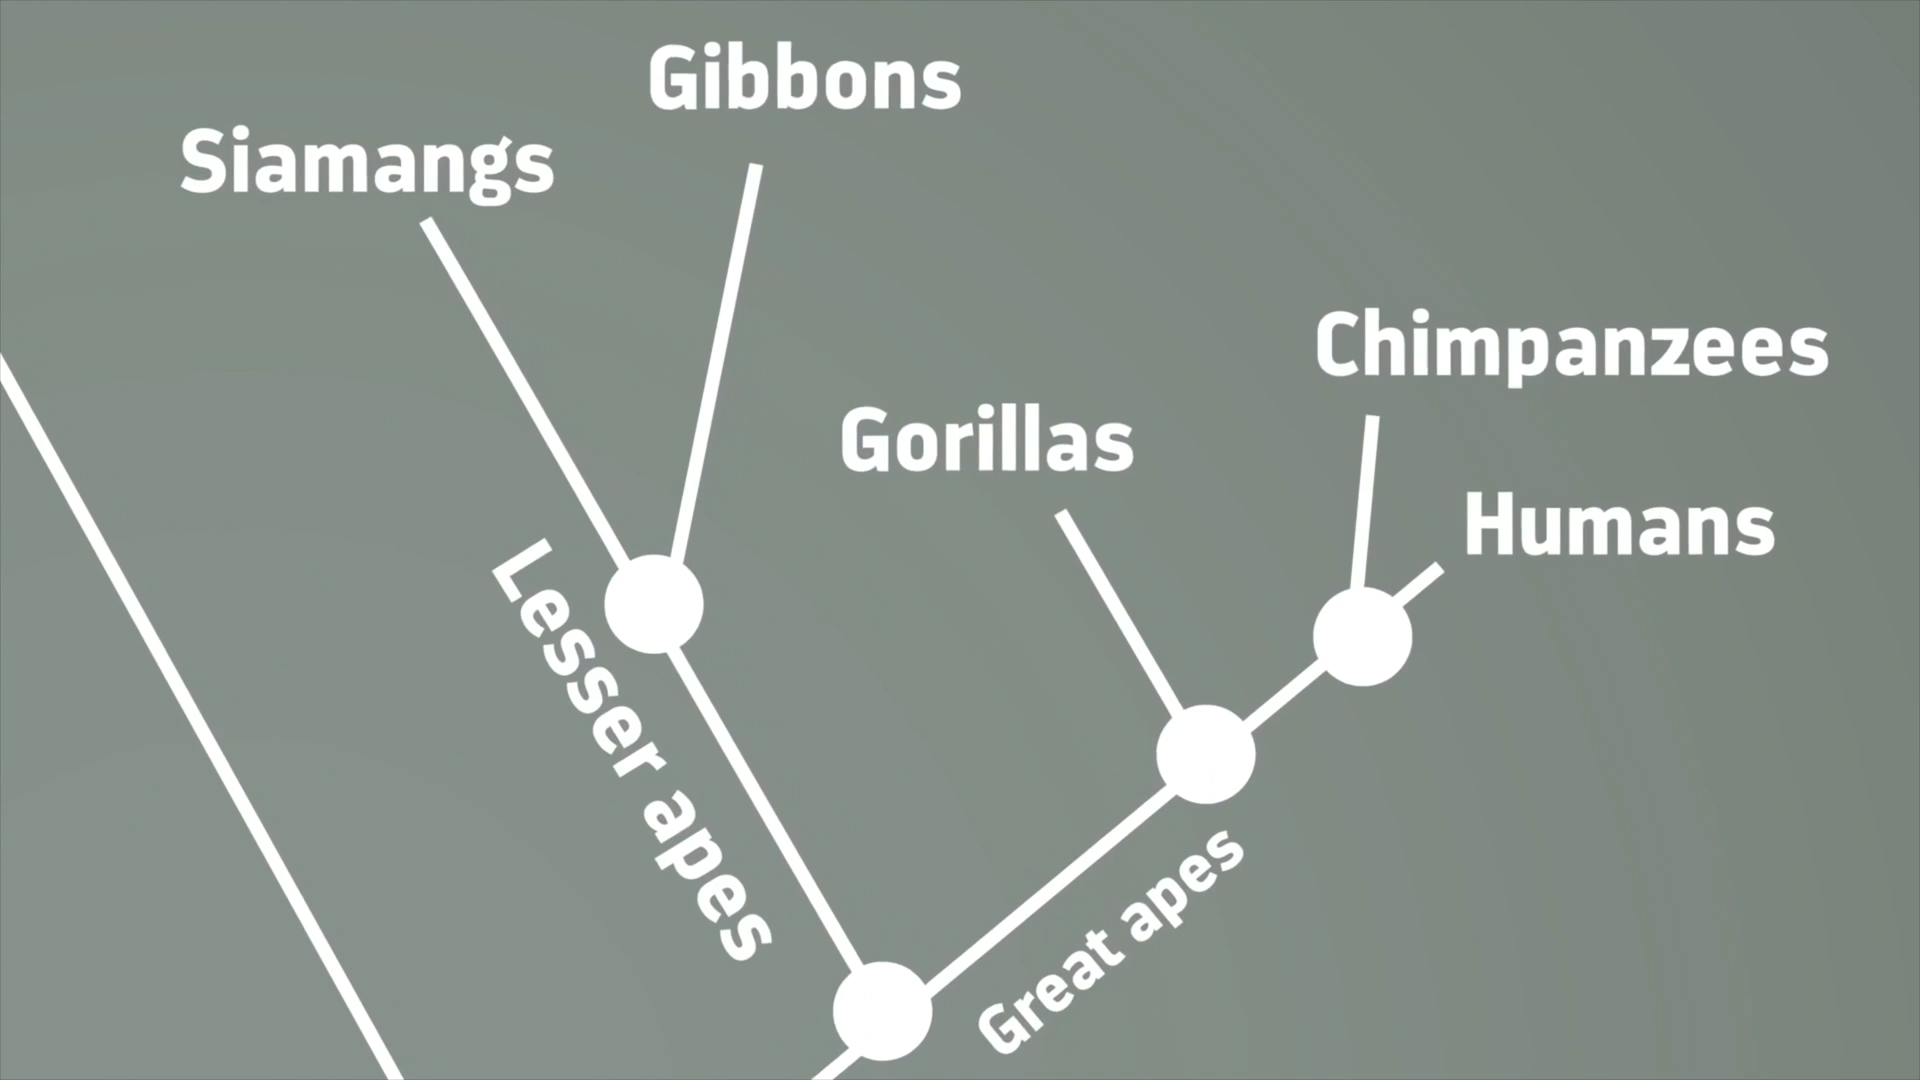 Gibbons
Siamangs
Chimpanzees
Gorillas
Humans
Lesser apes
Great apes